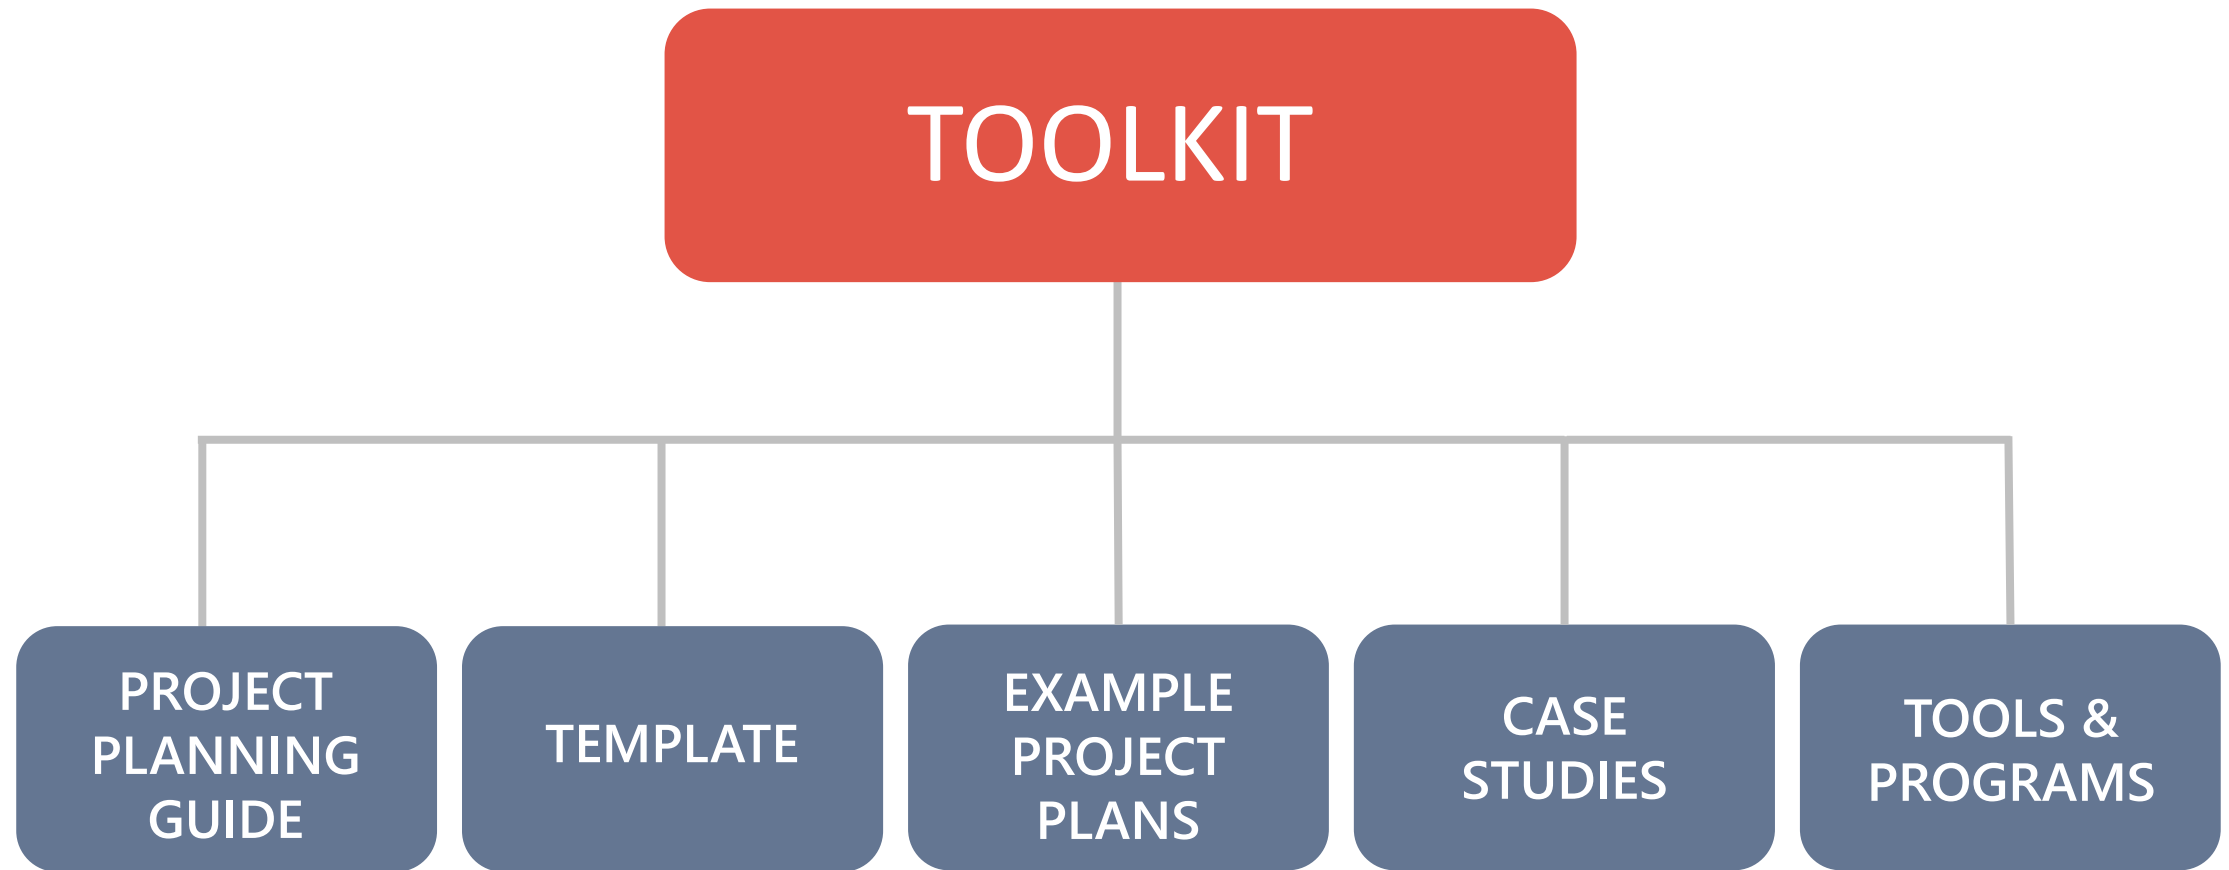 TOOLKIT
PROJECT
PLANNING
GUIDE
TEMPLATE
EXAMPLE
PROJECT
PLANS
CASE
STUDIES
TOOLS &
PROGRAMS